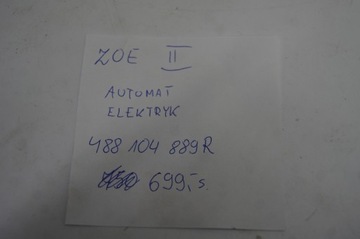 ZOE II
AUTOMAT
ELEKTRYK
488 104 889R
699,-s